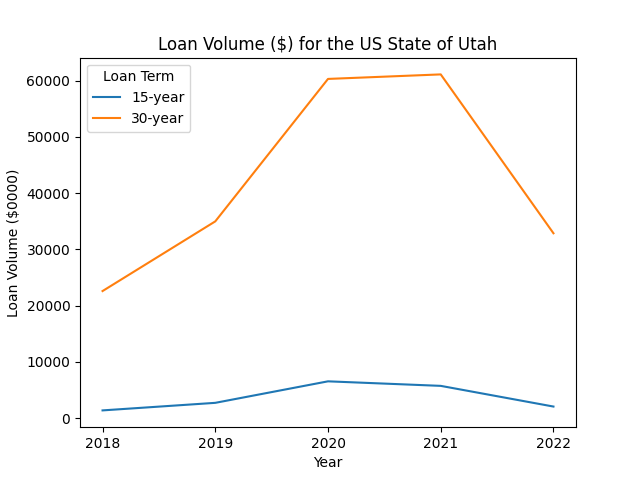 Loan Volume ($) for the US State of Utah
Loan Term
15-year
30-year
Loan Volume ($0000)
60000
50000
40000
30000
20000
10000
0
2018 2019 2020 2021 2022
Year